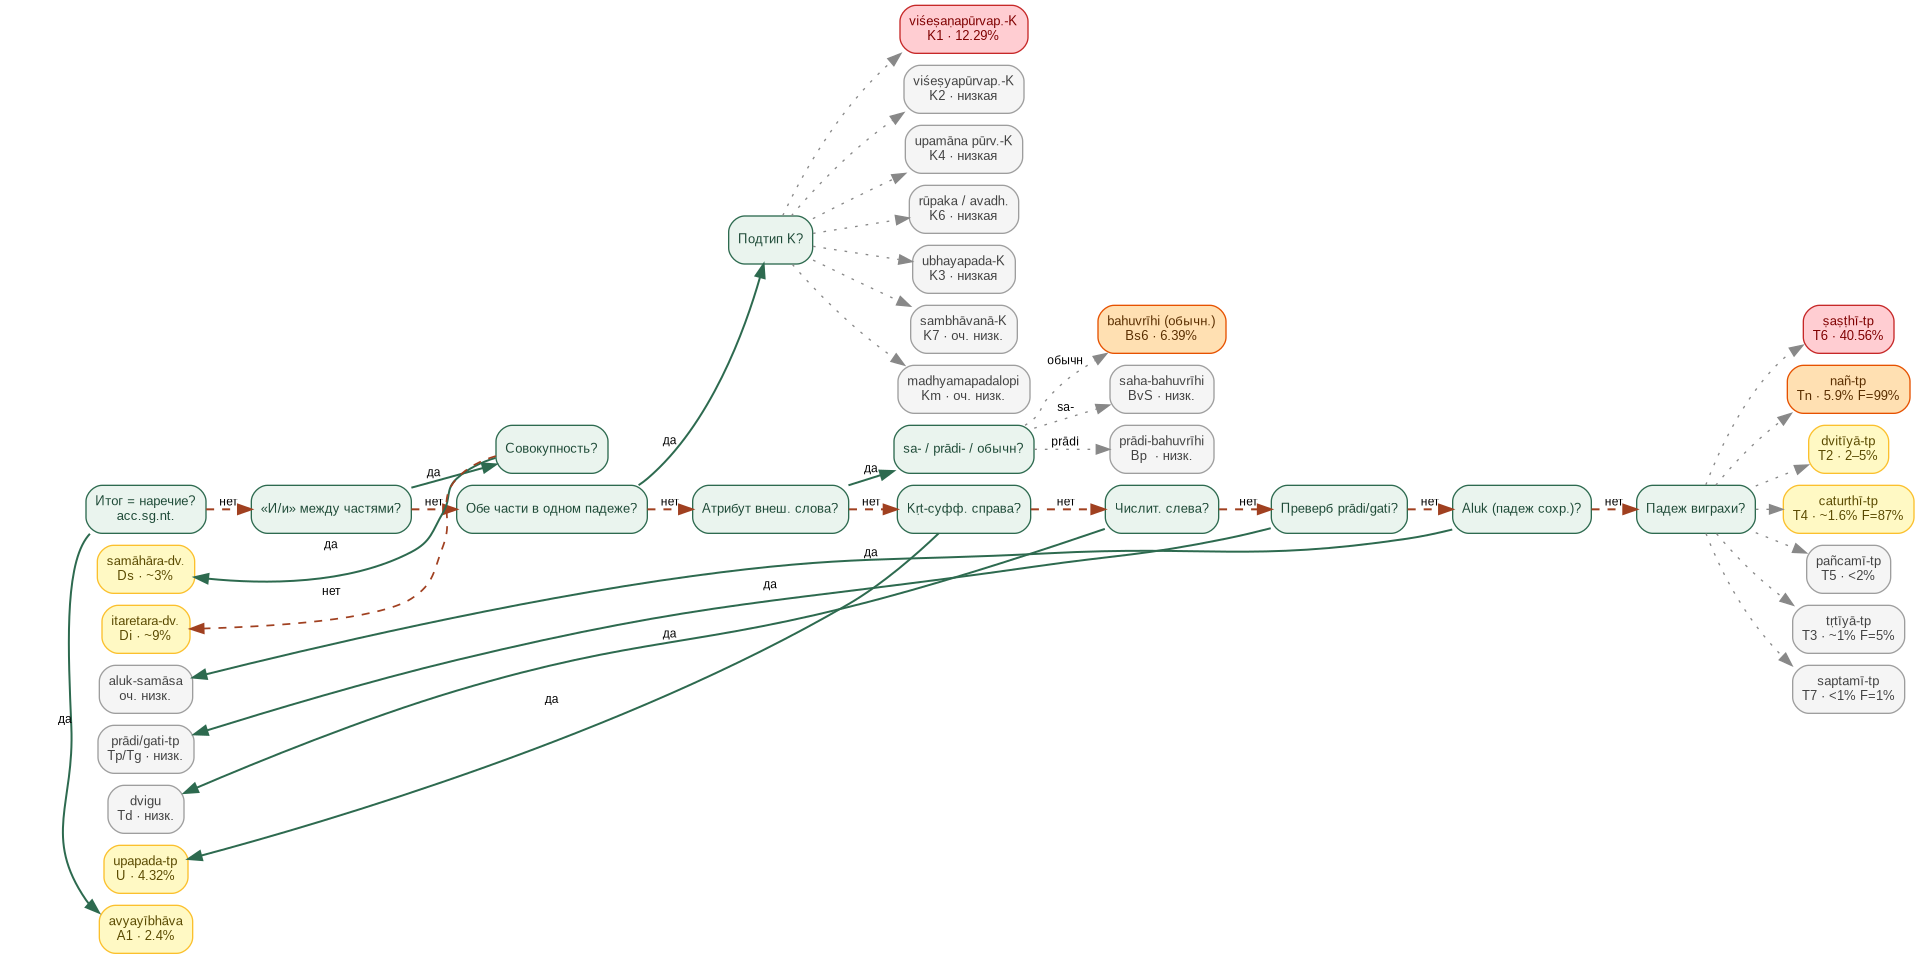 viśeṣaṇapūrvap.-K
K1 · 12.29%
viśeṣyapūrvap.-K
K2 · низкая
upamāna pūrv.-K
K4 · низкая
rūpaka / avadh.
K6 · низкая
Подтип K?
ubhayapada-K
K3 · низкая
sambhāvanā-K
K7 · оч. низк.
madhyamapadalopi
Km · оч. низк.
bahuvrīhi (обычн.)
Bs6 · 6.39%
обычн
saha-bahuvrīhi
BvS · низк.
sa-
prādi-bahuvrīhi
Bp · низк.
prādi
sa- / prādi- / обычн?
да
да
Совокупность?
да
Итог = наречие?
acc.sg.nt.
нет
«И/и» между частями?
нет
Обе части в одном падеже?
нет
Атрибут внеш. слова?
нет
Kṛt-суфф. справа?
нет
Числит. слева?
нет
Преверб prādi/gati?
нет
Aluk (падеж сохр.)?
нет
Падеж виграхи?
ṣaṣṭhī-tp
T6 · 40.56%
nañ-tp
Tn · 5.9% F=99%
dvitīyā-tp
T2 · 2–5%
caturthī-tp
T4 · ~1.6% F=87%
pañcamī-tp
T5 · <2%
tṛtīyā-tp
T3 · ~1% F=5%
saptamī-tp
T7 · <1% F=1%
да
да
да
да
да
нет
да
samāhāra-dv.
Ds · ~3%
itaretara-dv.
Di · ~9%
aluk-samāsa
оч. низк.
prādi/gati-tp
Tp/Tg · низк.
dvigu
Td · низк.
upapada-tp
U · 4.32%
avyayībhāva
A1 · 2.4%